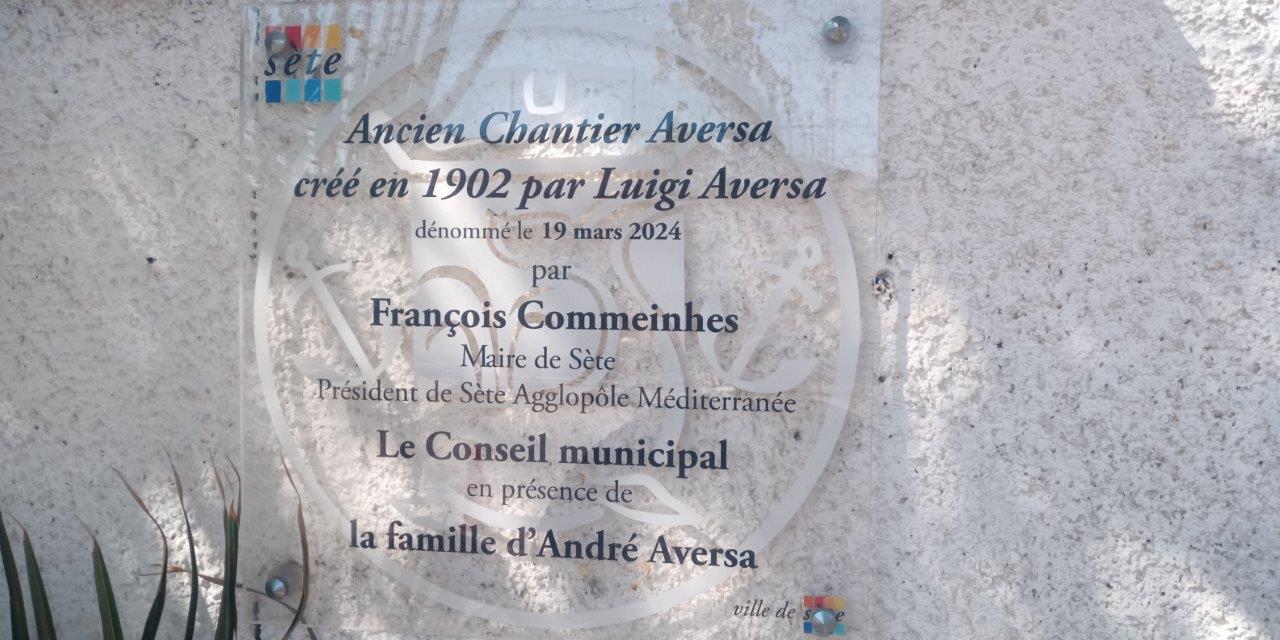 sète
Ancien Chantier Aversa
créé en 1902 par Luigi Aversa
dénommé le 19 mars 2024
par
François Commeinhes
Maire de Sète
Président de Sète Agglopôle Méditerranée
Le Conseil municipal
en présence de
la famille d'André Aversa
ville de sète